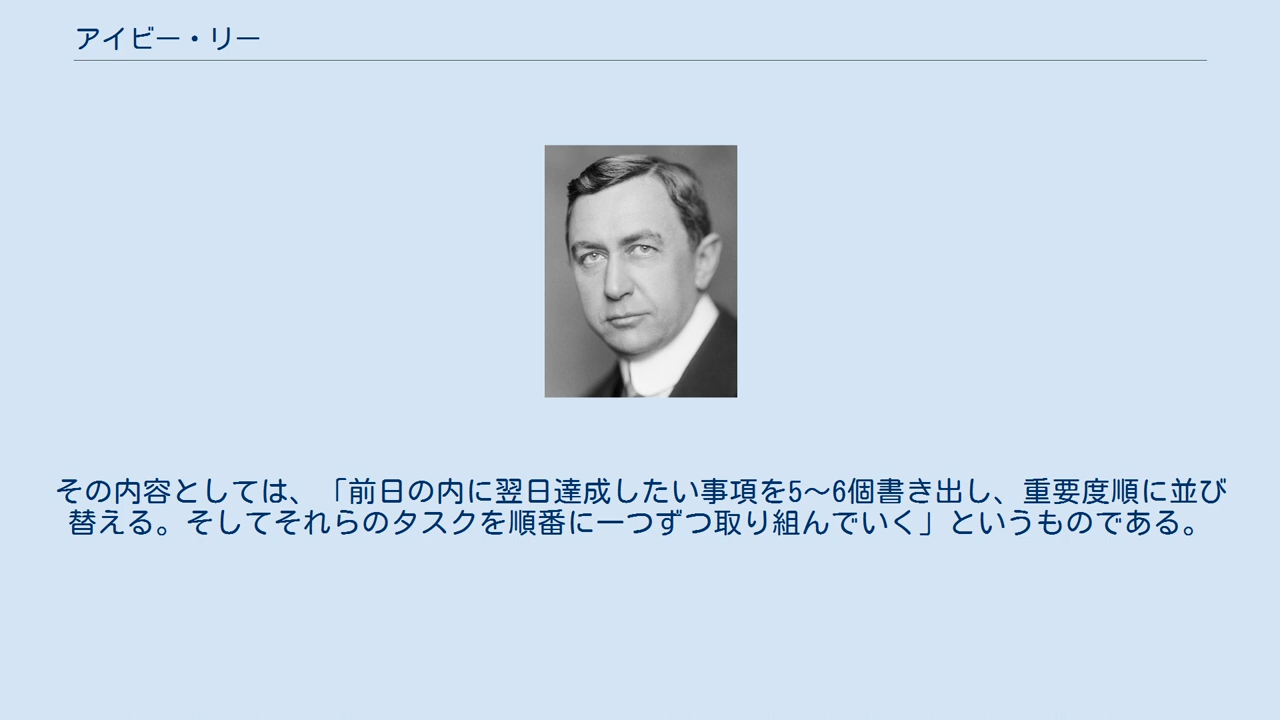 アイビー・リー
その内容としては、「前日の内に翌日達成したい事項を5〜6個書き出し、重要度順に並び
替える。そしてそれらのタスクを順番に一つずつ取り組んでいく」というものである。